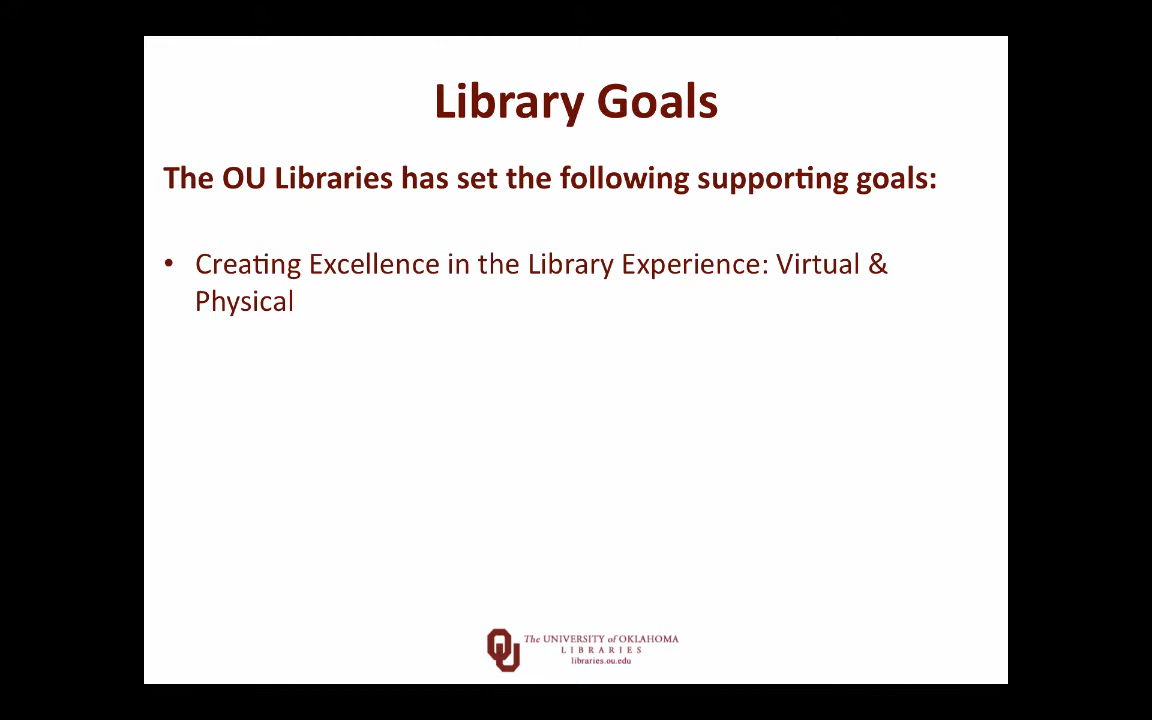 Library Goals
The OU Libraries has set the following supporting goals:
• Creating Excellence in the Library Experience: Virtual &
Physical
OU
The UNIVERSITY of OKLAHOMA
LIBRARIES
libraries.ou.edu